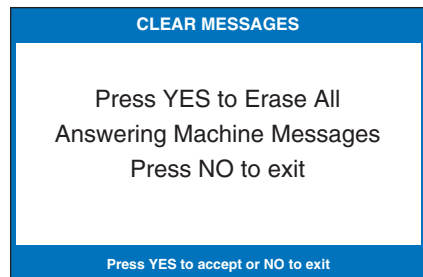 CLEAR MESSAGES
Press YES to Erase All
Answering Machine Messages
Press NO to exit
Press YES to accept or NO to exit